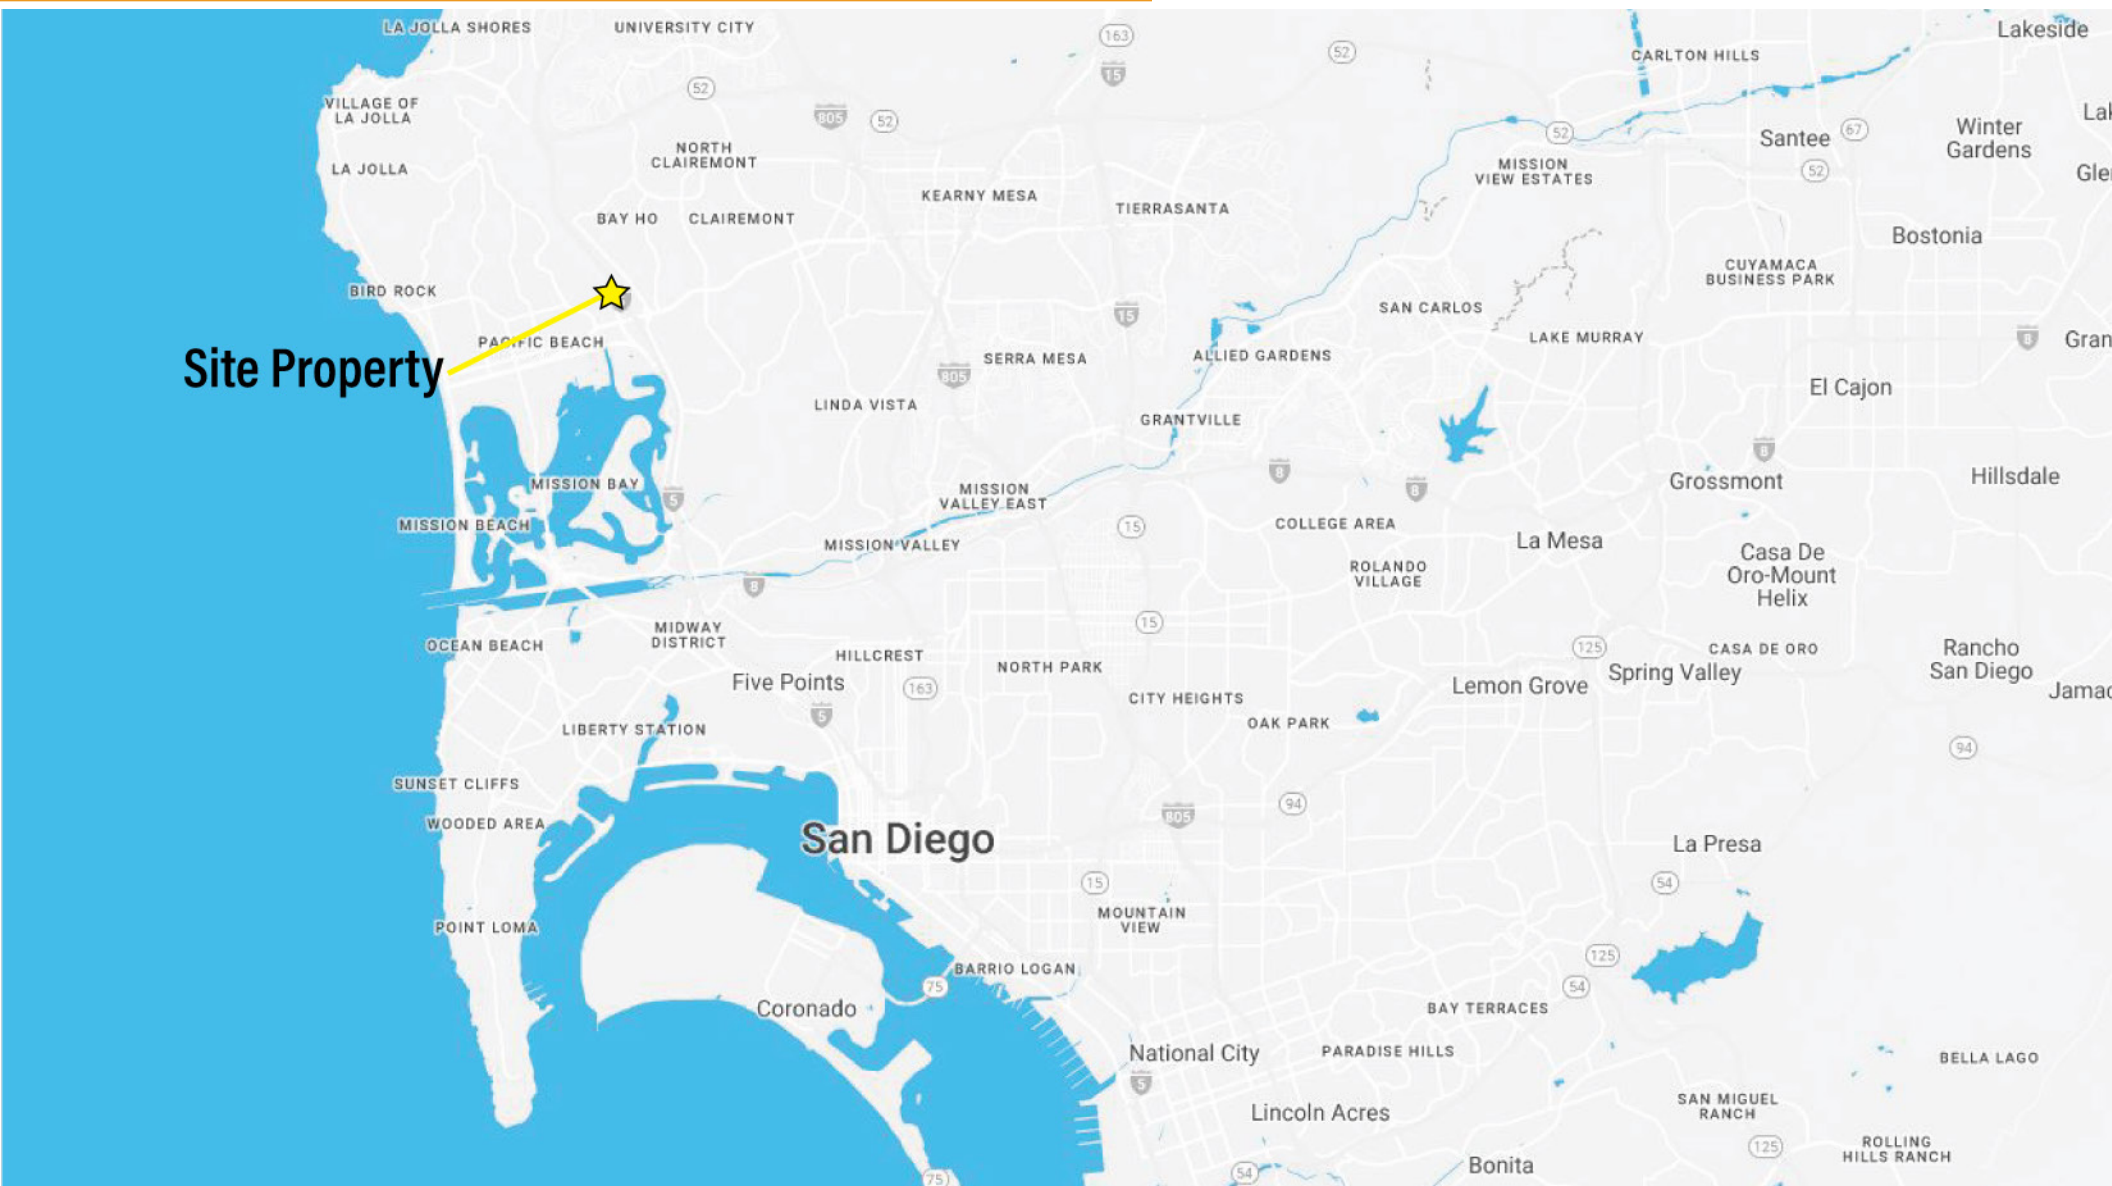 LA JOLLA SHORES
UNIVERSITY CITY
163
Lakeside
52
CARLTON HILLS
15
52
VILLAGE OF
LA JOLLA
805
52
52
Santee
67
Winter
Gardens
NORTH
CLAIREMONT
LA JOLLA
MISSION
VIEW ESTATES
52
KEARNY MESA
TIERRASANTA
BAY HO
CLAIREMONT
Bostonia
CUYAMACA
BUSINESS PARK
BIRD ROCK
SAN CARLOS
15
LAKE MURRAY
8
PACIFIC BEACH
Site Property
SERRA MESA
ALLIED GARDENS
805
El Cajon
LINDA VISTA
GRANTVILLE
8
8
8
Grossmont
Hillsdale
MISSION BAY
5
MISSION
VALLEY EAST
MISSION BEACH
15
COLLEGE AREA
MISSION VALLEY
La Mesa
Casa De
Oro-Mount
Helix
ROLANDO
VILLAGE
8
15
OCEAN BEACH
MIDWAY
DISTRICT
HILLCREST
NORTH PARK
125
CASA DE ORO
Rancho
San Diego
Five Points
163
CITY HEIGHTS
Lemon Grove
Spring Valley
5
OAK PARK
LIBERTY STATION
94
SUNSET CLIFFS
94
WOODED AREA
San Diego
805
La Presa
15
54
POINT LOMA
MOUNTAIN
VIEW
125
BARRIO LOGAN
75
54
Coronado
BAY TERRACES
National City
PARADISE HILLS
BELLA LAGO
5
Lincoln Acres
SAN MIGUEL
RANCH
125
ROLLING
HILLS RANCH
75
54
Bonita